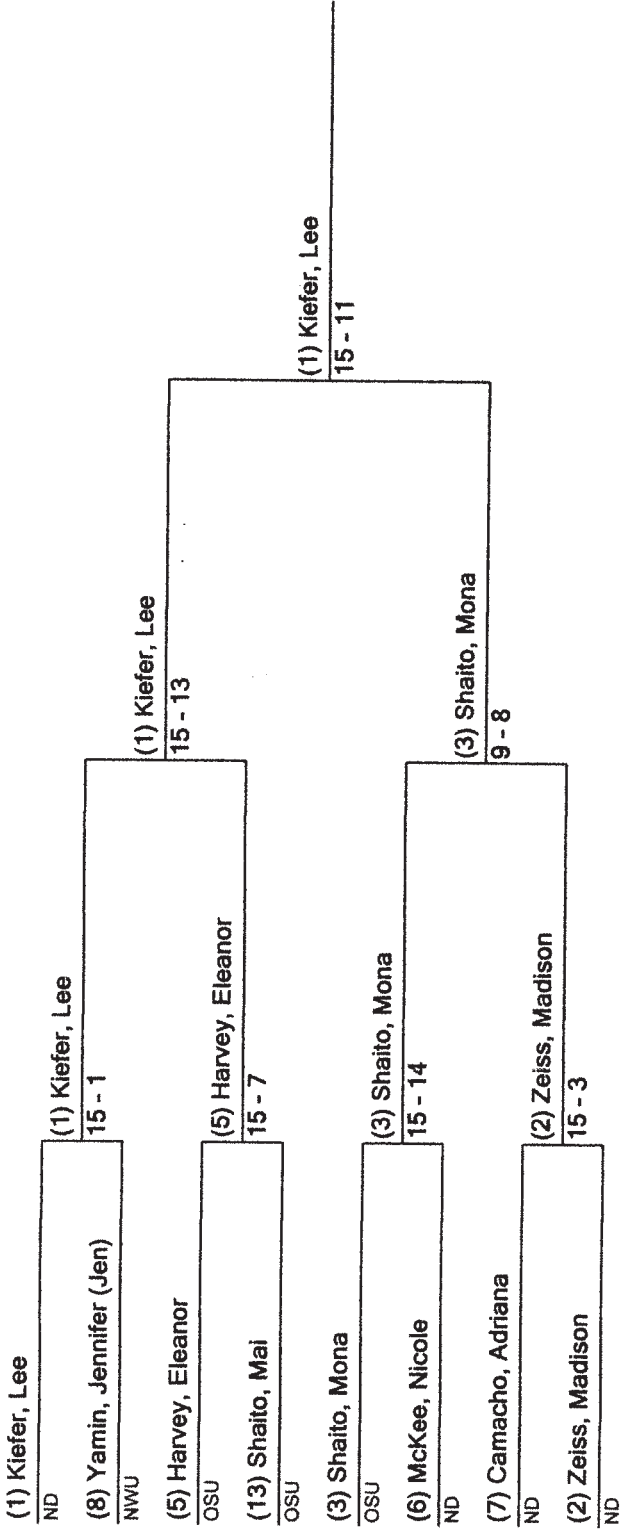 (1) Kiefer, Lee
ND
(8) Yamin, Jennifer (Jen)
NWU
(5) Harvey, Eleanor
OSU
(13) Shaito, Mai
OSU
(3) Shaito, Mona
OSU
(6) McKee, Nicole
ND
(7) Camacho, Adriana
ND
(2) Zeiss, Madison
ND
(1) Kiefer, Lee
15 - 1
(5) Harvey, Eleanor
15 - 7
(3) Shaito, Mona
15 - 14
(2) Zeiss, Madison
15 - 3
(1) Kiefer, Lee
15 - 13
(3) Shaito, Mona
9 - 8
(1) Kiefer, Lee
15 - 11